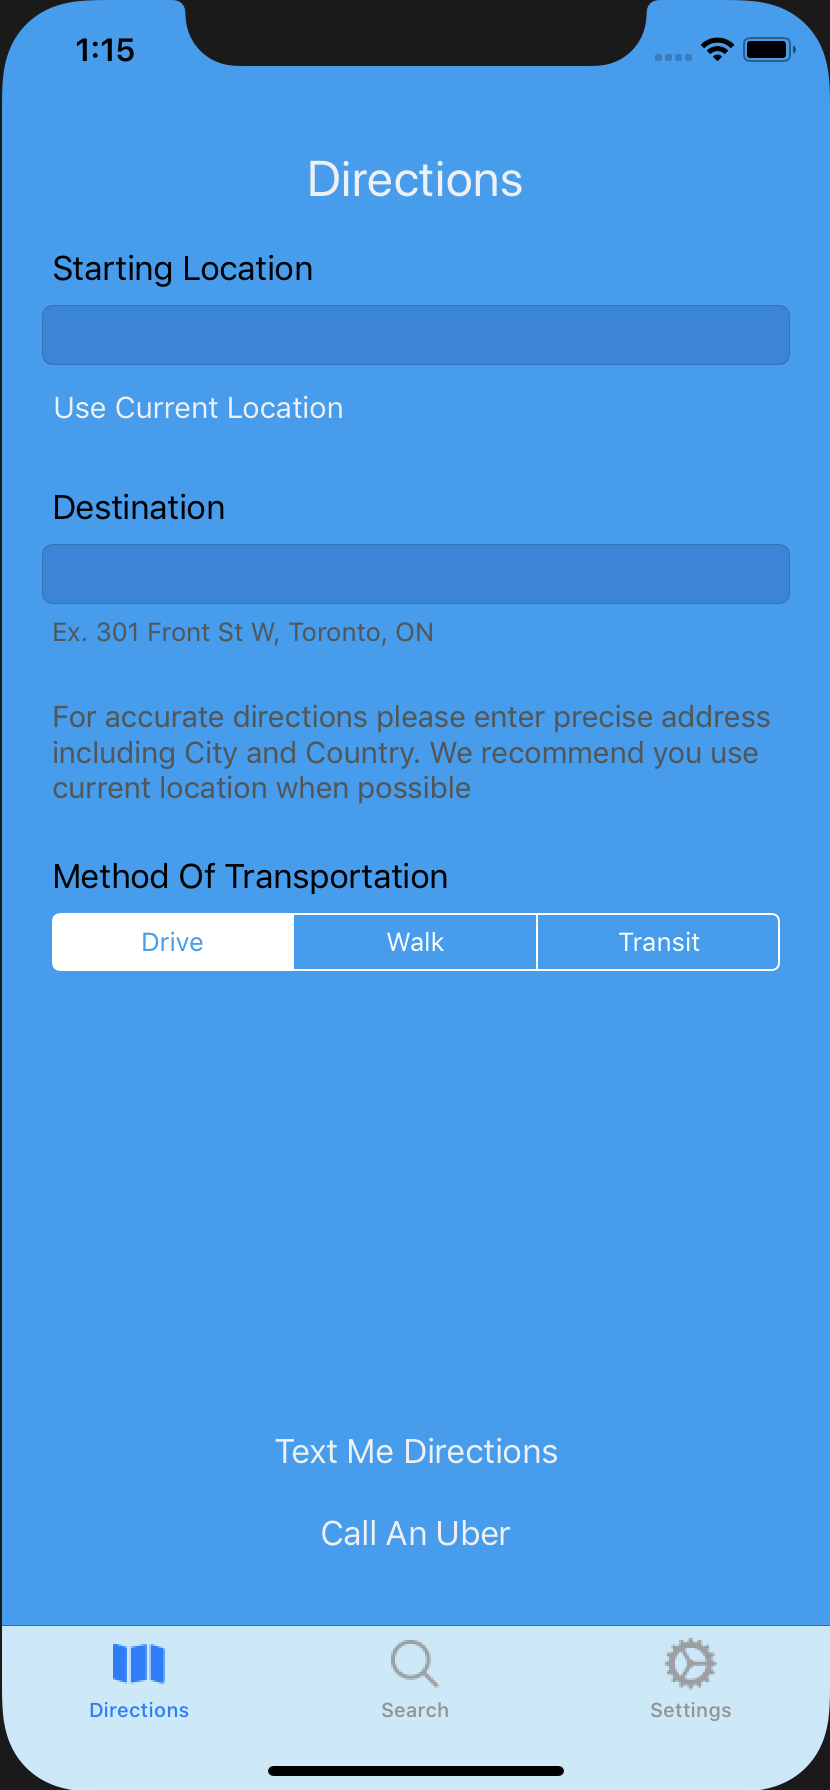 1:15
Directions
Starting Location
Use Current Location
Destination
Ex. 301 Front St W, Toronto, ON
For accurate directions please enter precise address
including City and Country. We recommend you use
current location when possible
Method Of Transportation
Drive Walk Transit
Text Me Directions
Call An Uber
Directions Search Settings